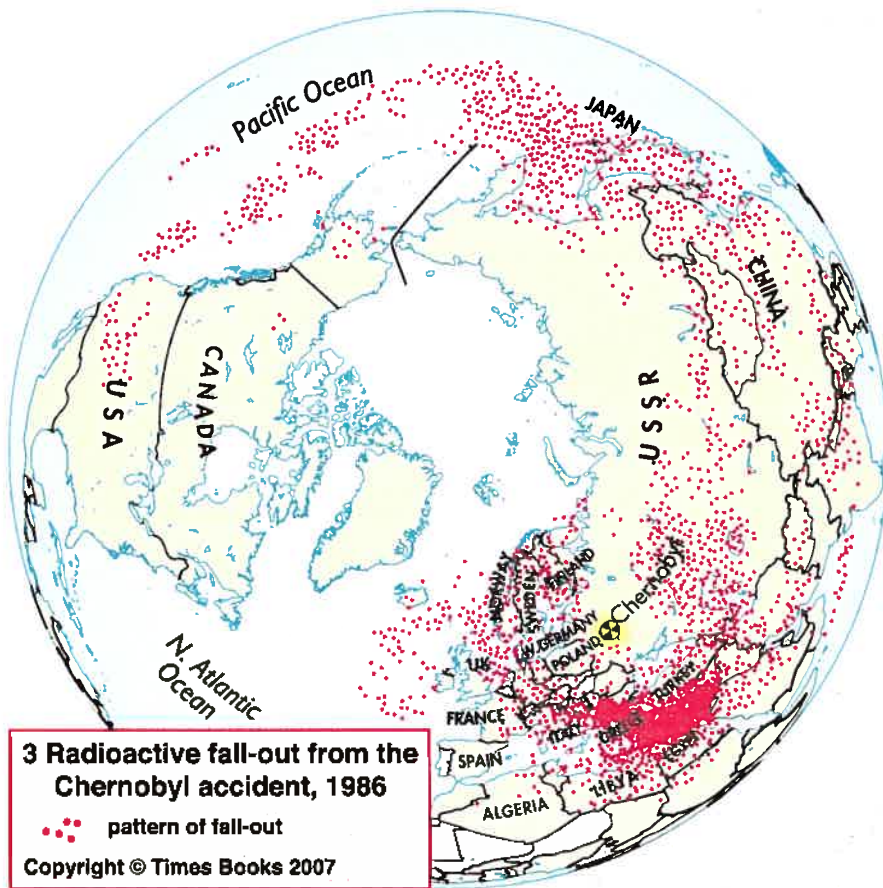 Pacific Ocean
JAPAN
CHINA
USSR
CANADA
USA
NORWAY
SWEDEN
FINLAND
Chernobyl
W. GERMANY
POLAND
UK
FRANCE
ITALY
GREECE
TURKEY
SPAIN
EGYPT
LIBYA
ALGERIA
N. Atlantic
Ocean
3 Radioactive fall-out from the
Chernobyl accident, 1986
pattern of fall-out
Copyright © Times Books 2007